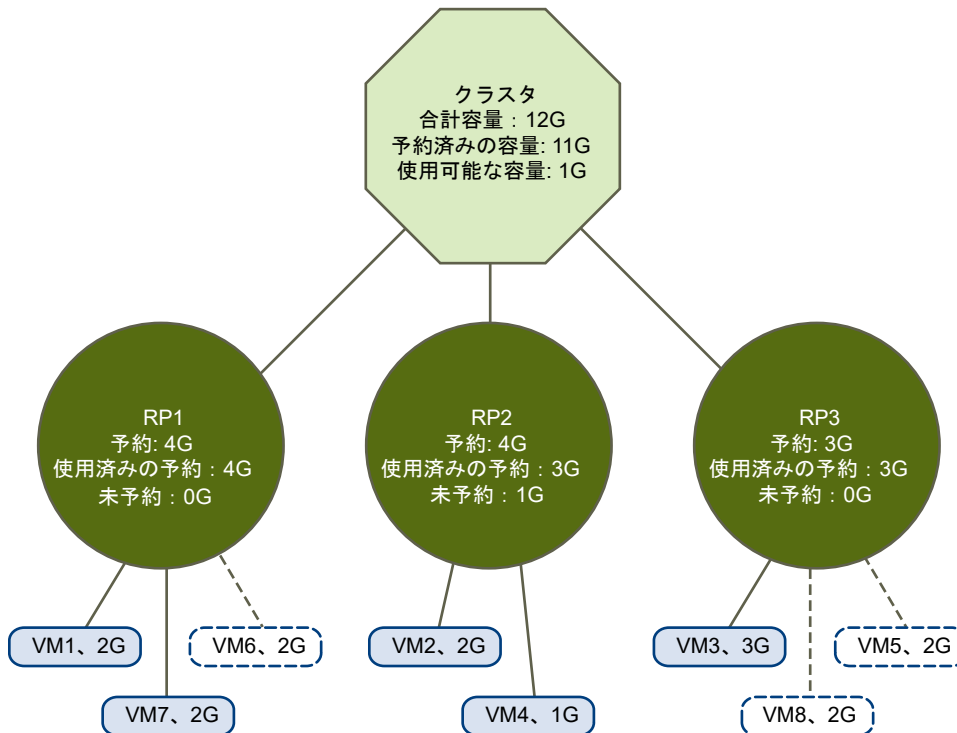 クラスタ
合計容量：12G
予約済みの容量: 11G
使用可能な容量: 1G
RP1
予約: 4G
使用済みの予約：4G
未予約：0G
RP2
予約: 4G
使用済みの予約：3G
未予約：1G
RP3
予約: 3G
使用済みの予約：3G
未予約：0G
VM1、2G
VM6、2G
VM2、2G
VM3、3G
VM5、2G
VM7、2G
VM4、1G
VM8、2G